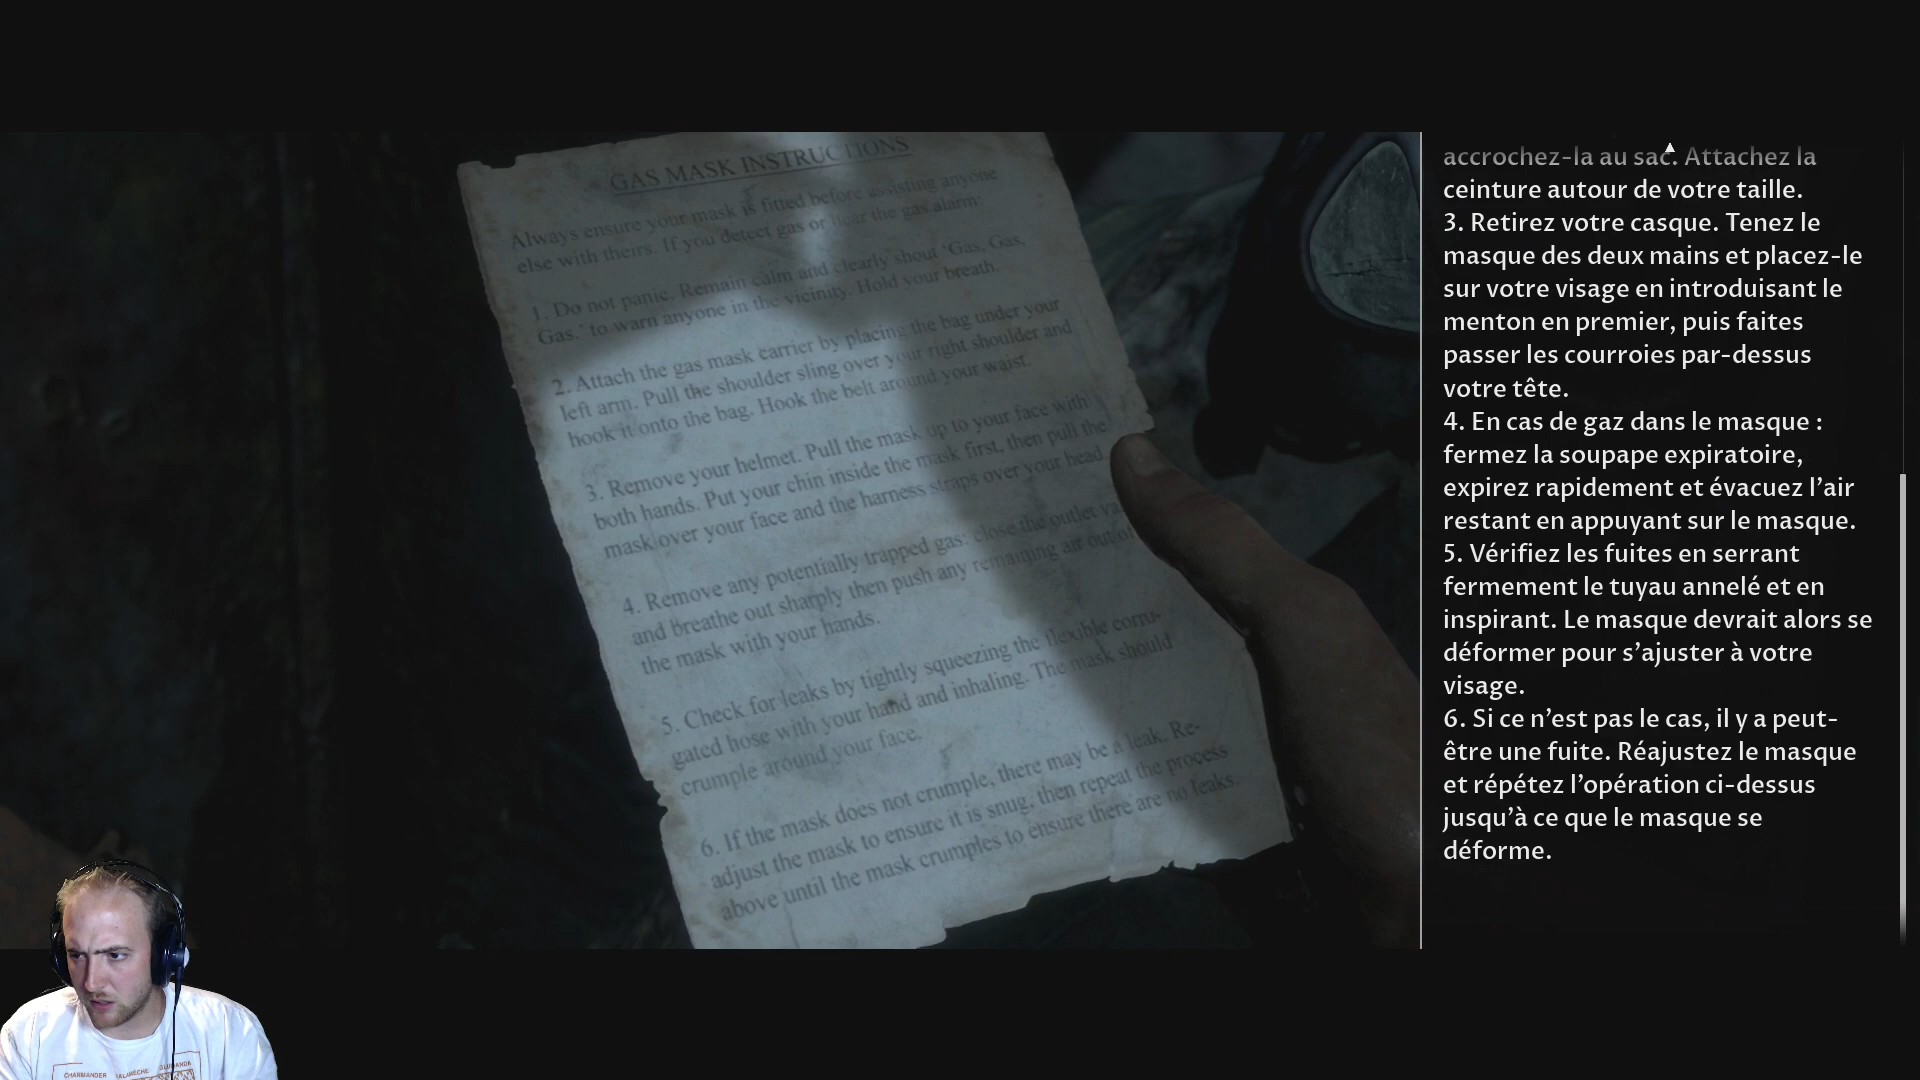 GAS MASK INSTRUCTIONS
Always ensure your mask is fitted before assisting anyone
else with theirs. If you detect gas or hear the gas alarm:
1. Do not panic. Remain calm and clearly shout ‘Gas, Gas,
Gas.’ to warn anyone in the vicinity. Hold your breath.
2. Attach the gas mask carrier by placing the bag under your
left arm. Pull the shoulder sling over your right shoulder and
hook it onto the bag. Hook the belt around your waist.
3. Remove your helmet. Pull the mask up to your face with
both hands. Put your chin inside the mask first, then pull the
mask over your face and the harness straps over your head.
4. Remove any potentially trapped gas: close the outlet va
and breathe out sharply then push any remaining air out of
the mask with your hands.
5. Check for leaks by tightly squeezing the flexible corru-
gated hose with your hand and inhaling. The mask should
crumple around your face.
6. If the mask does not crumple, there may be a leak. Re-
adjust the mask to ensure it is snug, then repeat the process
above until the mask crumples to ensure there are no leaks.
accrochez-la au sac. Attachez la
ceinture autour de votre taille.
3. Retirez votre casque. Tenez le
masque des deux mains et placez-le
sur votre visage en introduisant le
menton en premier, puis faites
passer les courroies par-dessus
votre tête.
4. En cas de gaz dans le masque :
fermez la soupape expiratoire,
expirez rapidement et évacuez l’air
restant en appuyant sur le masque.
5. Vérifiez les fuites en serrant
fermement le tuyau annelé et en
inspirant. Le masque devrait alors se
déformer pour s’ajuster à votre
visage.
6. Si ce n’est pas le cas, il y a peut-
être une fuite. Réajustez le masque
et répétez l’opération ci-dessus
jusqu’à ce que le masque se
déforme.
CHARMANDER